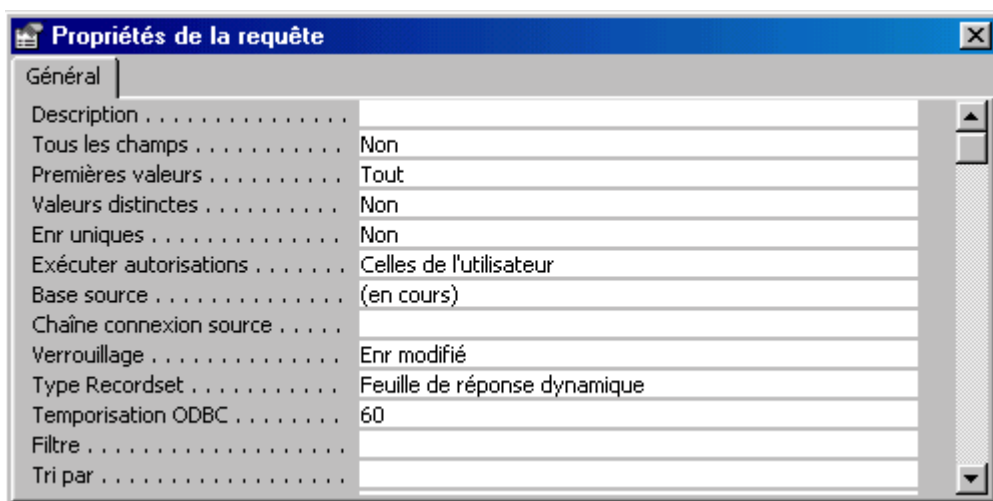 Propriétés de la requête
Général
Description . . . . . . . . . . . . . . .
Tous les champs . . . . . . . . . . . Non
Premières valeurs . . . . . . . . . . Tout
Valeurs distinctes . . . . . . . . . . Non
Enr uniques . . . . . . . . . . . . . . Non
Exécuter autorisations . . . . . . . Celles de l'utilisateur
Base source . . . . . . . . . . . . . . (en cours)
Chaîne connexion source . . . . .
Verrouillage . . . . . . . . . . . . . . Enr modifié
Type Recordset . . . . . . . . . . . Feuille de réponse dynamique
Temporisation ODBC . . . . . . . . 60
Filtre . . . . . . . . . . . . . . . . . . .
Tri par . . . . . . . . . . . . . . . . . .